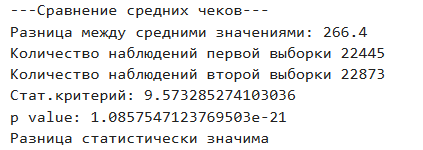 ---Сравнение средних чеков---
Разница между средними значениями: 266.4
Количество наблюдений первой выборки 22445
Количество наблюдений второй выборки 22873
Стат.критерий: 9.573285274103036
p value: 1.0857547123769503e-21
Разница статистически значима